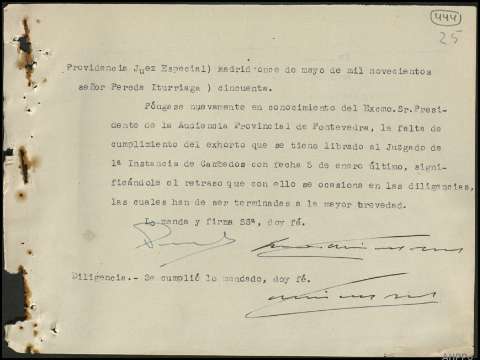 444
25
Providencia Juez Especial) Madrid once de mayo de mil novecientos
señor Pereda Iturriaga ) cincuenta.
Póngase nuevamente en conocimiento del Excmo. Sr. Presi-
dente de la Audiencia Provincial de Pontevedra, la falta de
cumplimiento del exhorto que se tiene librado al Juzgado de
1ª Instancia de Cambados con fecha 5 de enero último, signi-
ficándole el retraso que con ello se ocasiona en las diligencias,
las cuales han de ser terminadas a la mayor brevedad.
Lo manda y firma SSª, doy fé.
Diligencia.- Se cumplió lo mandado, doy fé.